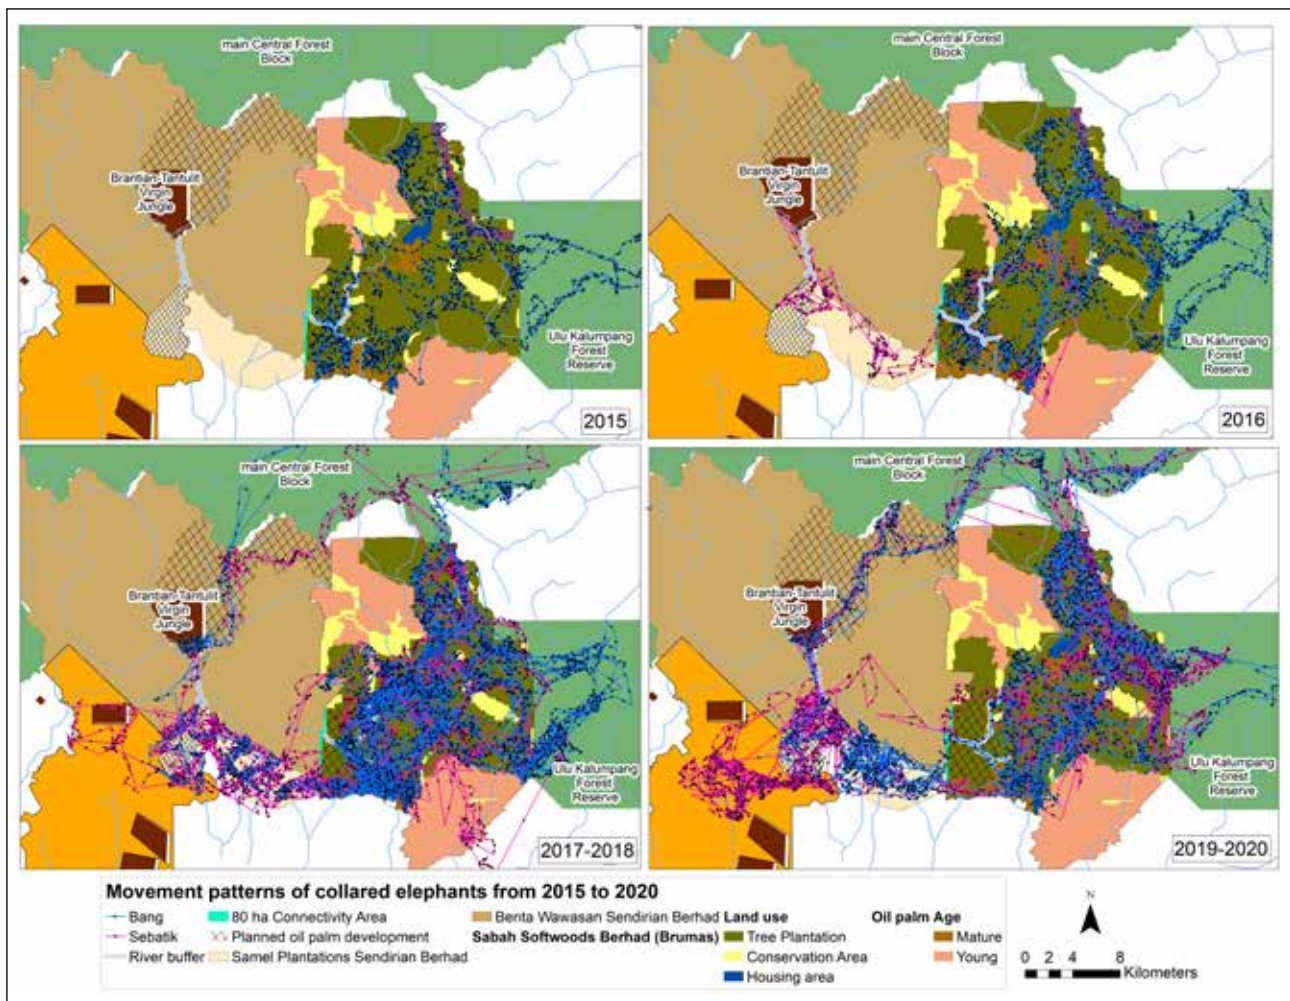 main Central Forest
Block
Brantian-Tantulit
Virgin
Jungle
Ulu Kalumpang
Forest
Reserve
2015
main Central Forest
Block
Brantian-Tantulit
Virgin
Jungle
Ulu Kalumpang
Forest
Reserve
2016
main Central Forest
Block
Brantian-Tantulit
Virgin
Jungle
Ulu Kalumpang
Forest
Reserve
2017-2018
main Central Forest
Block
Brantian-Tantulit
Virgin
Jungle
Ulu Kalumpang
Forest
Reserve
2019-2020
Movement patterns of collared elephants from 2015 to 2020
Bang
Sebatik
River buffer
80 ha Connectivity Area
Planned oil palm development
Samel Plantations Sendirian Berhad
Benta Wawasan Sendirian Berhad
Sabah Softwoods Berhad (Brumas)
Land use
Tree Plantation
Conservation Area
Housing area
Oil palm Age
Mature
Young
N
0 2 4 8
Kilometers